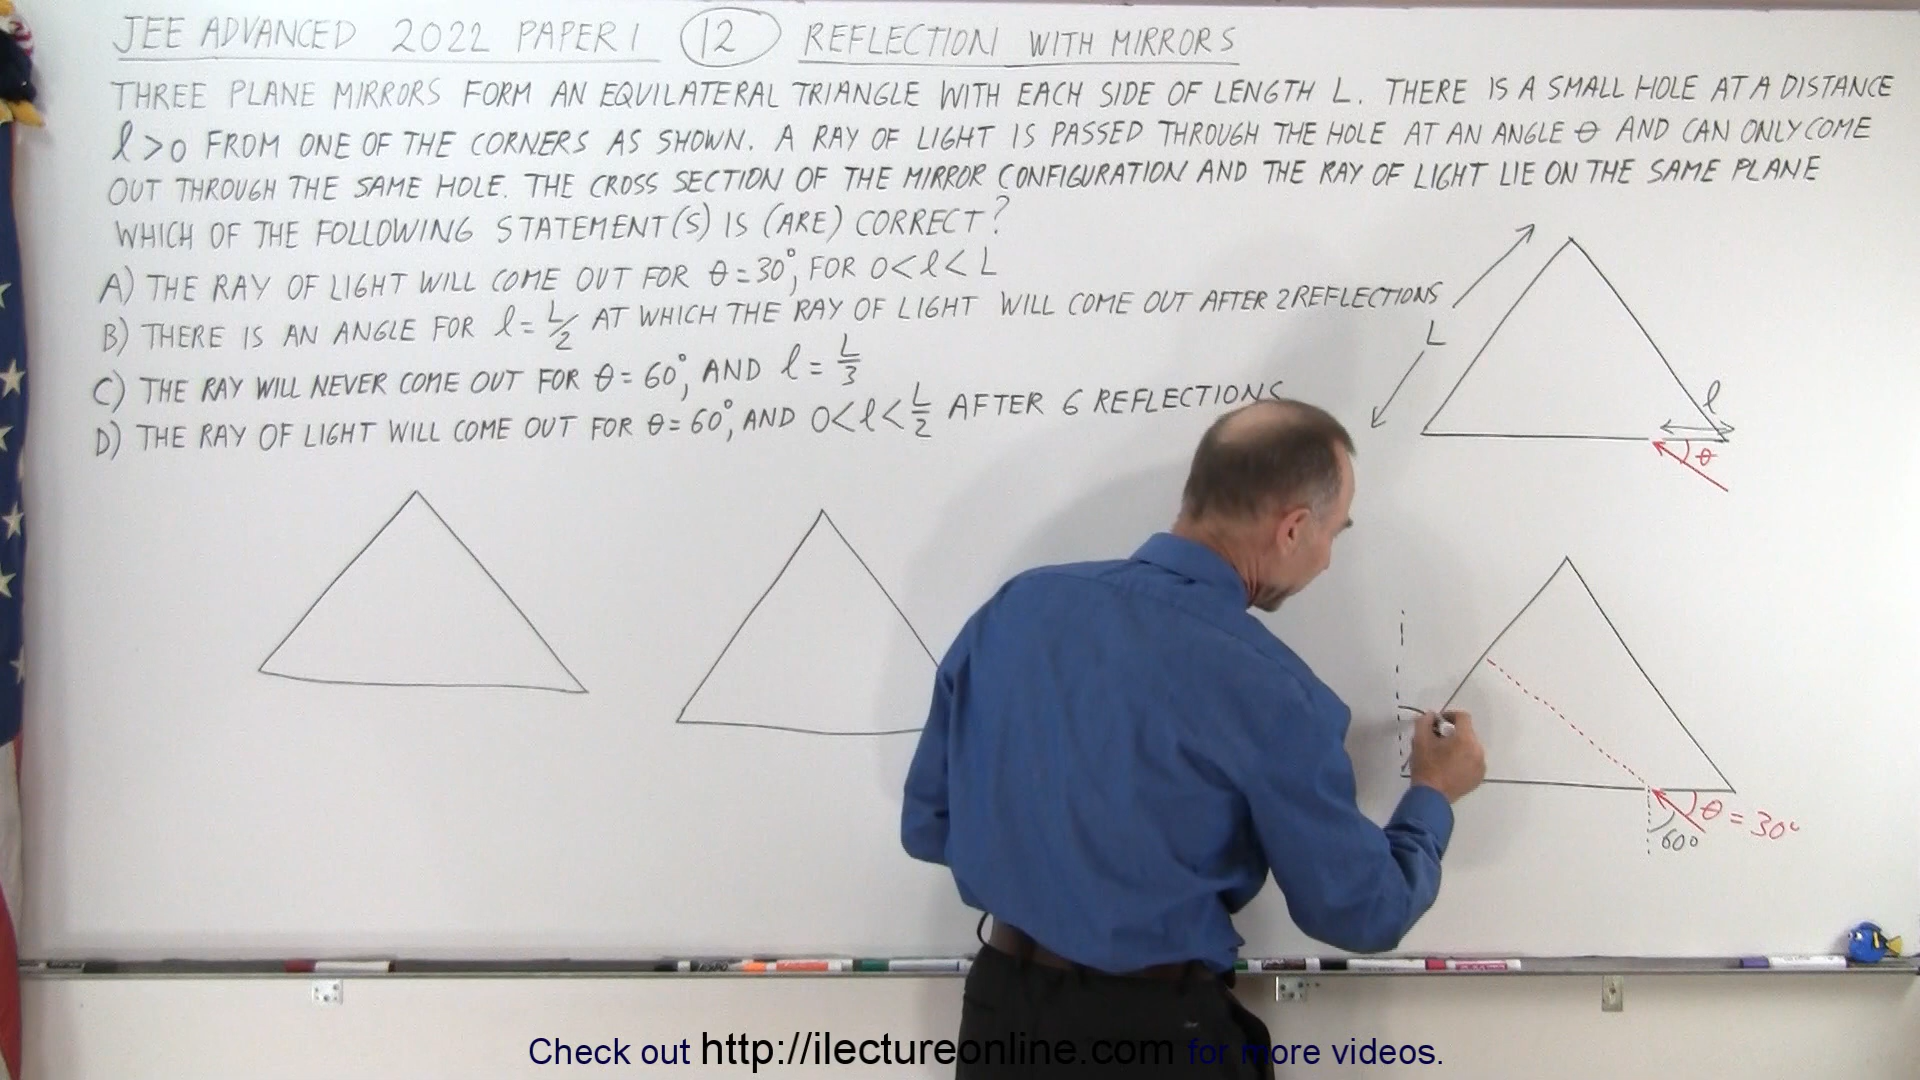 JEE ADVANCED 2022 PAPER 1 12 REFLECTION WITH MIRRORS
THREE PLANE MIRRORS FORM AN EQUILATERAL TRIANGLE WITH EACH SIDE OF LENGTH L. THERE IS A SMALL HOLE AT A DISTANCE
l > 0 FROM ONE OF THE CORNERS AS SHOWN. A RAY OF LIGHT IS PASSED THROUGH THE HOLE AT AN ANGLE θ AND CAN ONLY COME
OUT THROUGH THE SAME HOLE. THE CROSS SECTION OF THE MIRROR CONFIGURATION AND THE RAY OF LIGHT LIE ON THE SAME PLANE
WHICH OF THE FOLLOWING STATEMENT(S) IS (ARE) CORRECT?
A) THE RAY OF LIGHT WILL COME OUT FOR θ = 30°, FOR 0 < l < L
B) THERE IS AN ANGLE FOR l = L/2 AT WHICH THE RAY OF LIGHT WILL COME OUT AFTER 2 REFLECTIONS
C) THE RAY WILL NEVER COME OUT FOR θ = 60°, AND l = L/3
D) THE RAY OF LIGHT WILL COME OUT FOR θ = 60°, AND 0 < l < L/2 AFTER 6 REFLECTIONS
L
l
θ
θ = 30°
60°
EXPO
Check out http://ilectureonline.com for more videos.